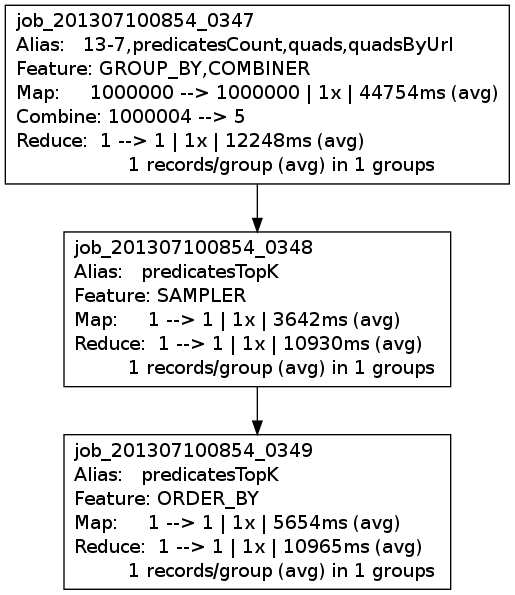 job_201307100854_0347
Alias:   13-7,predicatesCount,quads,quadsByUrl
Feature: GROUP_BY,COMBINER
Map:     1000000 --> 1000000 | 1x | 44754ms (avg)
Combine: 1000004 --> 5
Reduce:  1 --> 1 | 1x | 12248ms (avg)
1 records/group (avg) in 1 groups
job_201307100854_0348
Alias:   predicatesTopK
Feature: SAMPLER
Map:     1 --> 1 | 1x | 3642ms (avg)
Reduce:  1 --> 1 | 1x | 10930ms (avg)
1 records/group (avg) in 1 groups
job_201307100854_0349
Alias:   predicatesTopK
Feature: ORDER_BY
Map:     1 --> 1 | 1x | 5654ms (avg)
Reduce:  1 --> 1 | 1x | 10965ms (avg)
1 records/group (avg) in 1 groups